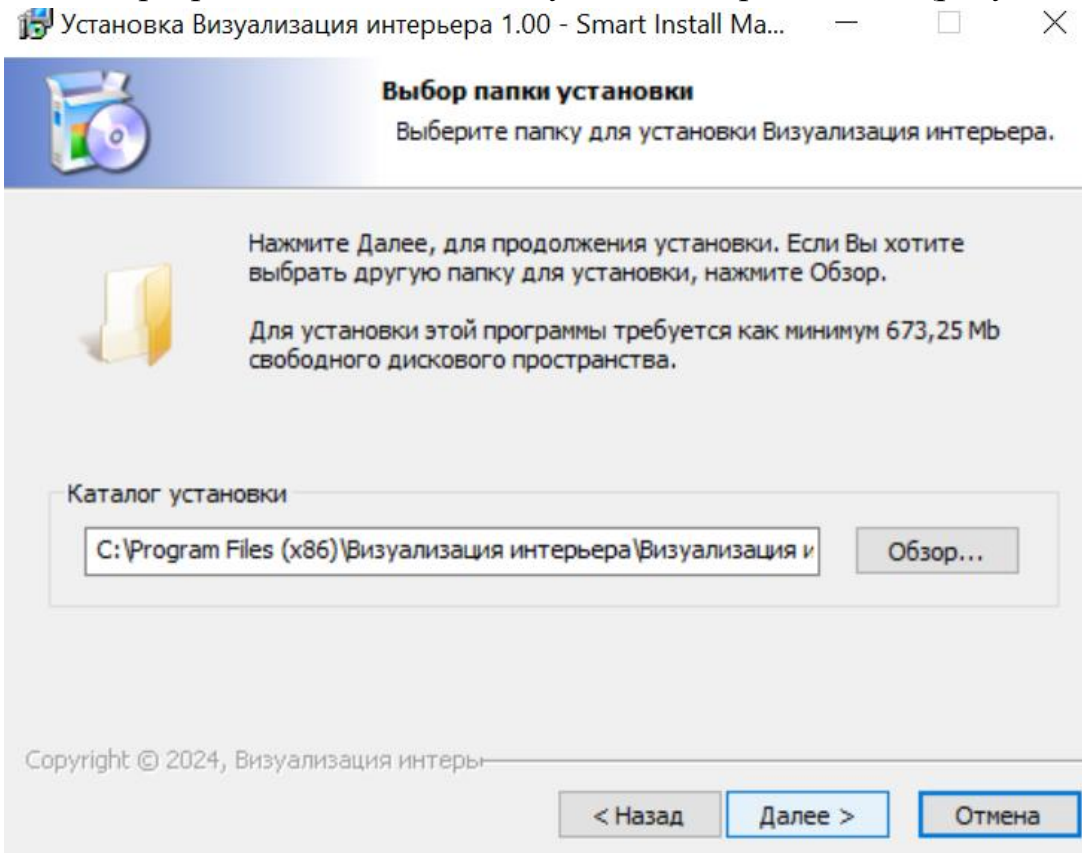 Установка Визуализация интерьера 1.00 - Smart Install Ma...
Выбор папки установки
Выберите папку для установки Визуализация интерьера.
Нажмите Далее, для продолжения установки. Если Вы хотите
выбрать другую папку для установки, нажмите Обзор.
Для установки этой программы требуется как минимум 673,25 Mb
свободного дискового пространства.
Каталог установки
C:\Program Files (x86)\Визуализация интерьера\Визуализация и
Обзор...
Copyright © 2024, Визуализация интеры
< Назад Далее > Отмена